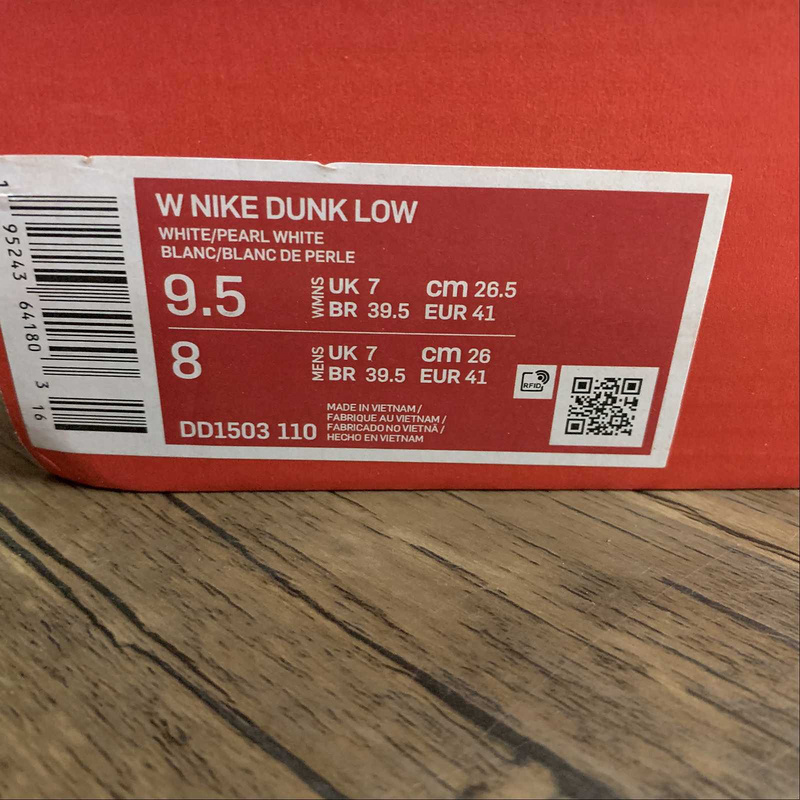 W NIKE DUNK LOW
WHITE/PEARL WHITE
BLANC/BLANC DE PERLE
9.5 WMNS UK 7 cm 26.5
BR 39.5 EUR 41
8 MENS UK 7 cm 26
BR 39.5 EUR 41
RFID
DD1503 110
MADE IN VIETNAM /
FABRIQUE AU VIETNAM /
FABRICADO NO VIETNÃ /
HECHO EN VIETNAM
1 95243 64180 3 16